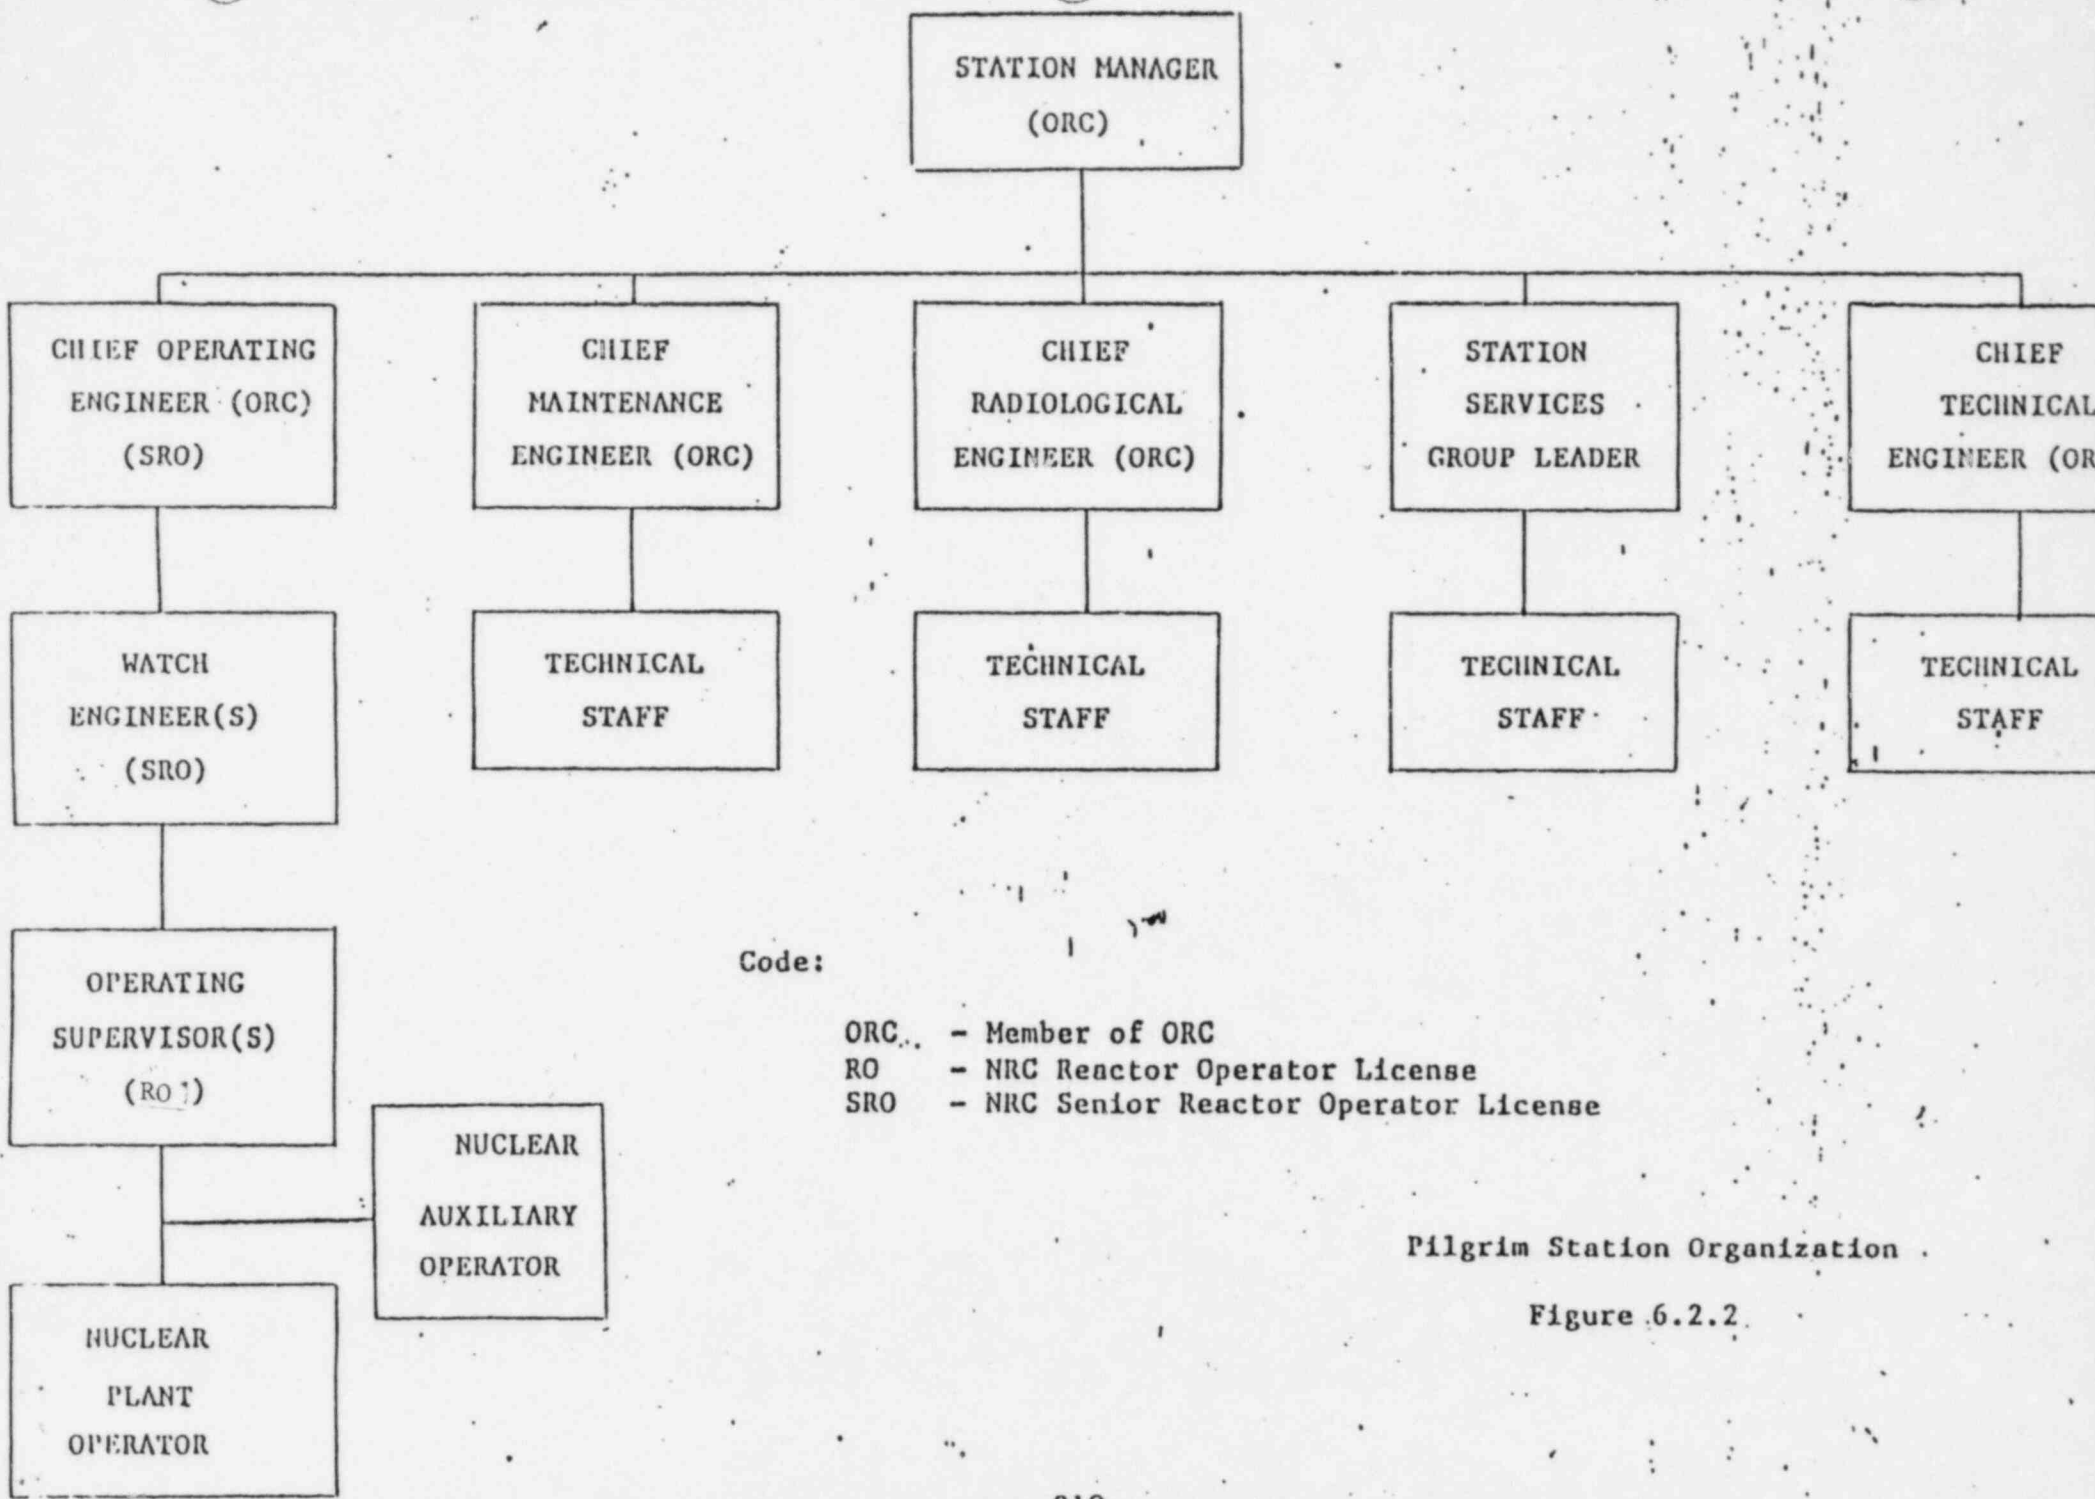 STATION MANAGER
(ORC)
CHIEF OPERATING
ENGINEER (ORC)
(SRO)
CHIEF
MAINTENANCE
ENGINEER (ORC)
CHIEF
RADIOLOGICAL
ENGINEER (ORC)
STATION
SERVICES
GROUP LEADER
CHIEF
TECHNICAL
ENGINEER (OR
WATCH
ENGINEER(S)
(SRO)
TECHNICAL
STAFF
TECHNICAL
STAFF
TECHNICAL
STAFF
TECHNICAL
STAFF
OPERATING
SUPERVISOR(S)
(RO)
NUCLEAR
AUXILIARY
OPERATOR
NUCLEAR
PLANT
OPERATOR
Code:
ORC - Member of ORC
RO - NRC Reactor Operator License
SRO - NRC Senior Reactor Operator License
Pilgrim Station Organization
Figure 6.2.2